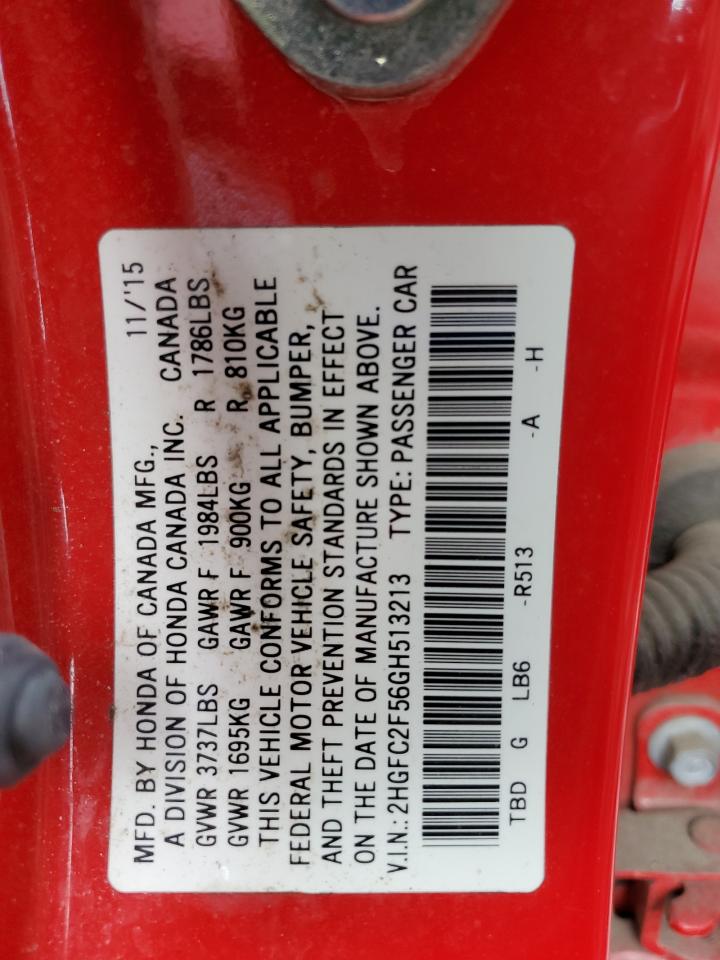 11/'15
MFD. BY HONDA OF CANADA MFG.,
A DIVISION OF HONDA CANADA INC. CANADA
GVWR 3737LBS GAWR F 1984LBS R 1786LBS
GVWR 1695KG GAWR F 900KG R 810KG
THIS VEHICLE CONFORMS TO ALL APPLICABLE
FEDERAL MOTOR VEHICLE SAFETY, BUMPER,
AND THEFT PREVENTION STANDARDS IN EFFECT
ON THE DATE OF MANUFACTURE SHOWN ABOVE.
V.I.N.: 2HGFC2F56GH513213 TYPE: PASSENGER CAR
TBD G LB6 -R513 -A -H